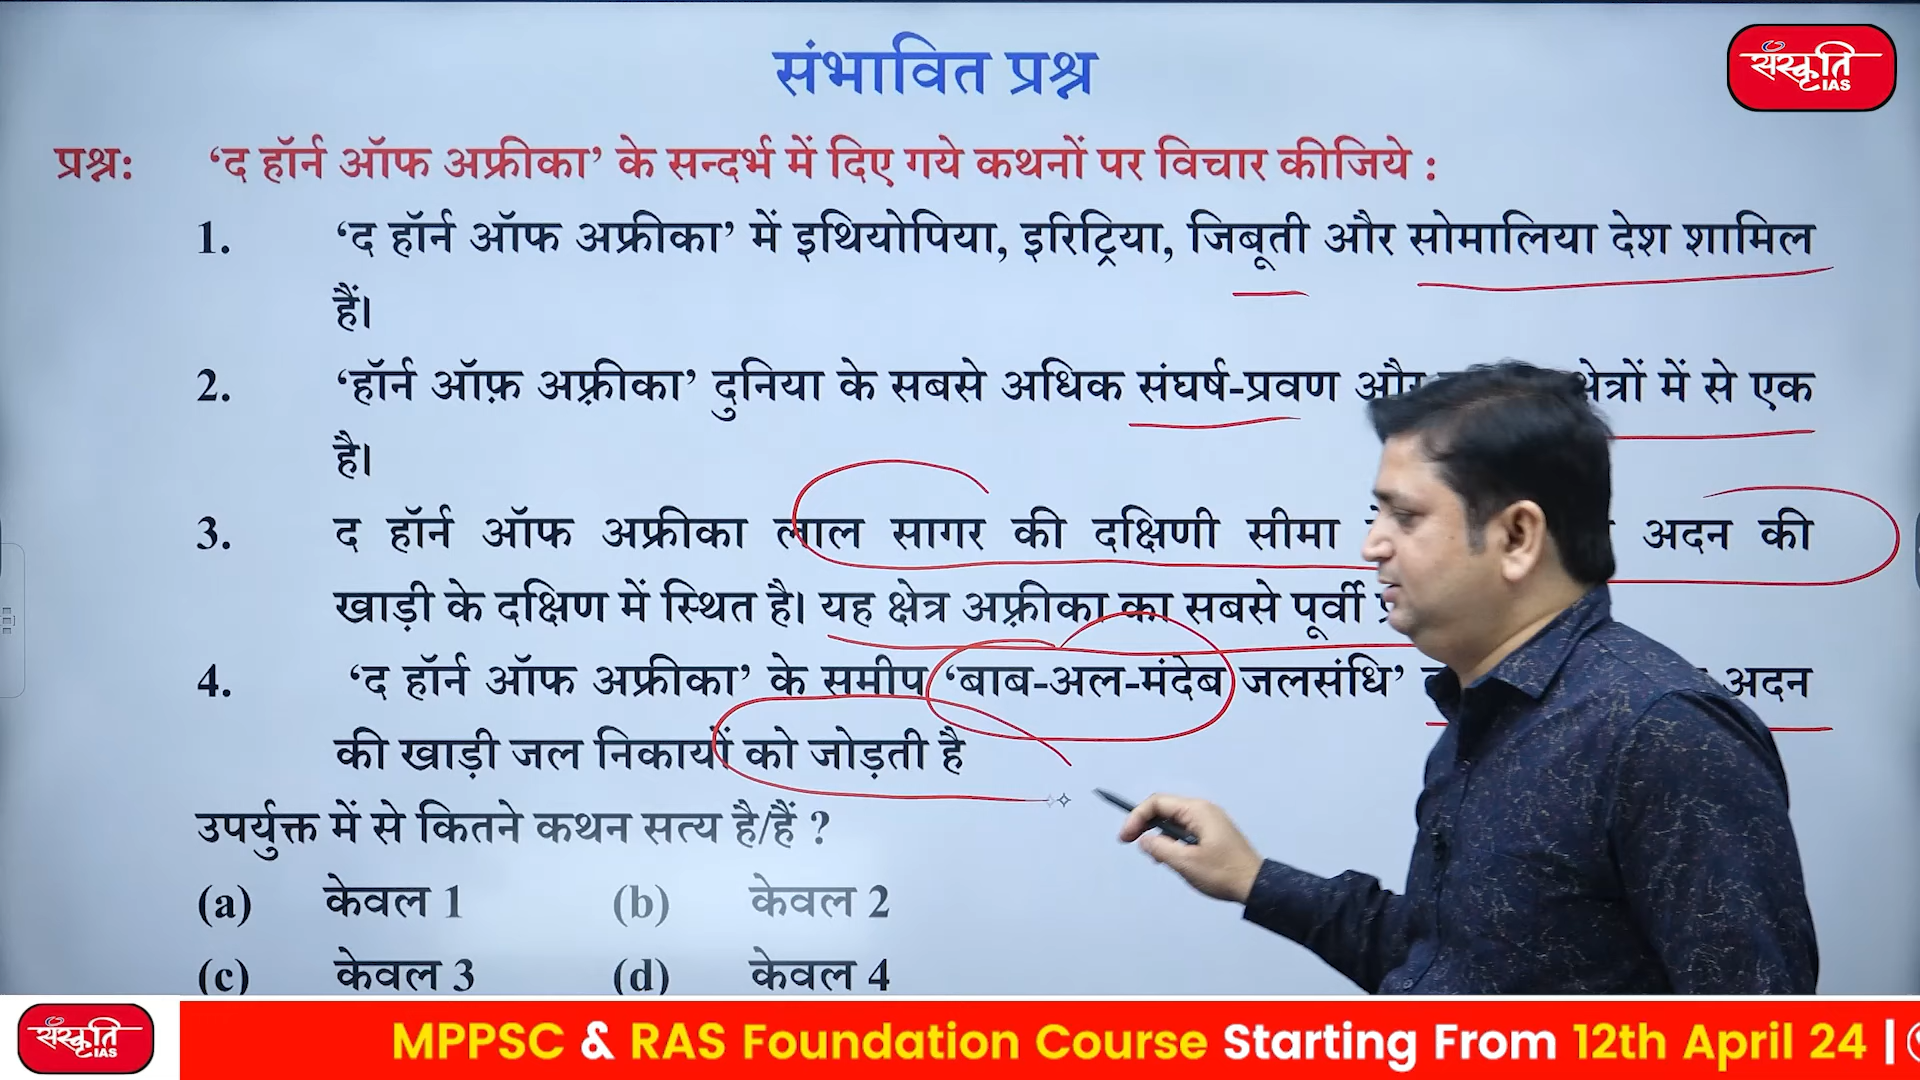 संभावित प्रश्न
संस्कृति
IAS
प्रश्न: ‘द हॉर्न ऑफ अफ्रीका’ के सन्दर्भ में दिए गये कथनों पर विचार कीजिये :
1. ‘द हॉर्न ऑफ अफ्रीका’ में इथियोपिया, इरिट्रिया, जिबूती और सोमालिया देश शामिल
हैं।
2. ‘हॉर्न ऑफ़ अफ़्रीका’ दुनिया के सबसे अधिक संघर्ष-प्रवण और क्षेत्रों में से एक
है।
3. द हॉर्न ऑफ अफ्रीका लाल सागर की दक्षिणी सीमा अदन की
खाड़ी के दक्षिण में स्थित है। यह क्षेत्र अफ़्रीका का सबसे पूर्वी
4. ‘द हॉर्न ऑफ अफ्रीका’ के समीप ‘बाब-अल-मंदेब जलसंधि’ अदन
की खाड़ी जल निकायों को जोड़ती है
उपर्युक्त में से कितने कथन सत्य है/हैं ?
(a) केवल 1 (b) केवल 2
(c) केवल 3 (d) केवल 4
संस्कृति
IAS
MPPSC & RAS Foundation Course Starting From 12th April 24 |